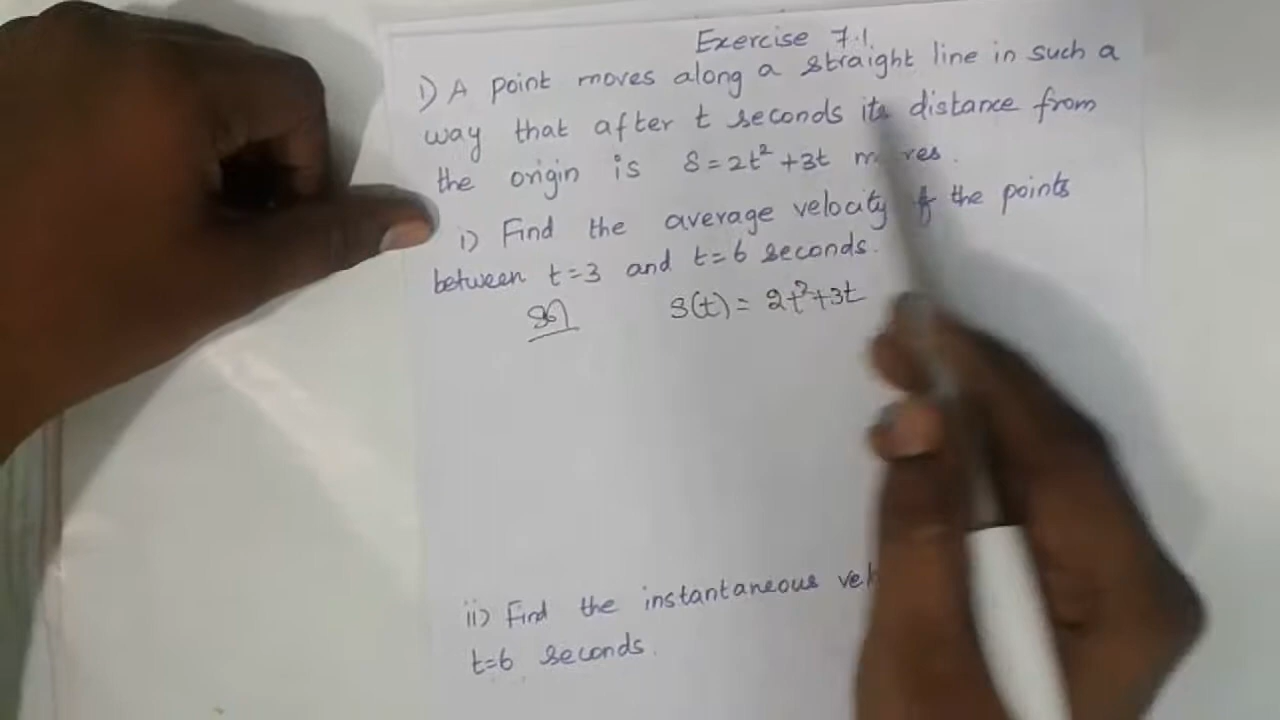 Exercise 7.1
1) A point moves along a straight line in such a
way that after t seconds its distance from
the origin is s = 2t² + 3t
i) Find the average velocity of the points
between t=3 and t=6 seconds.
s(t) = 2t²+3t
ii) Find the instantaneous
t=6 seconds.